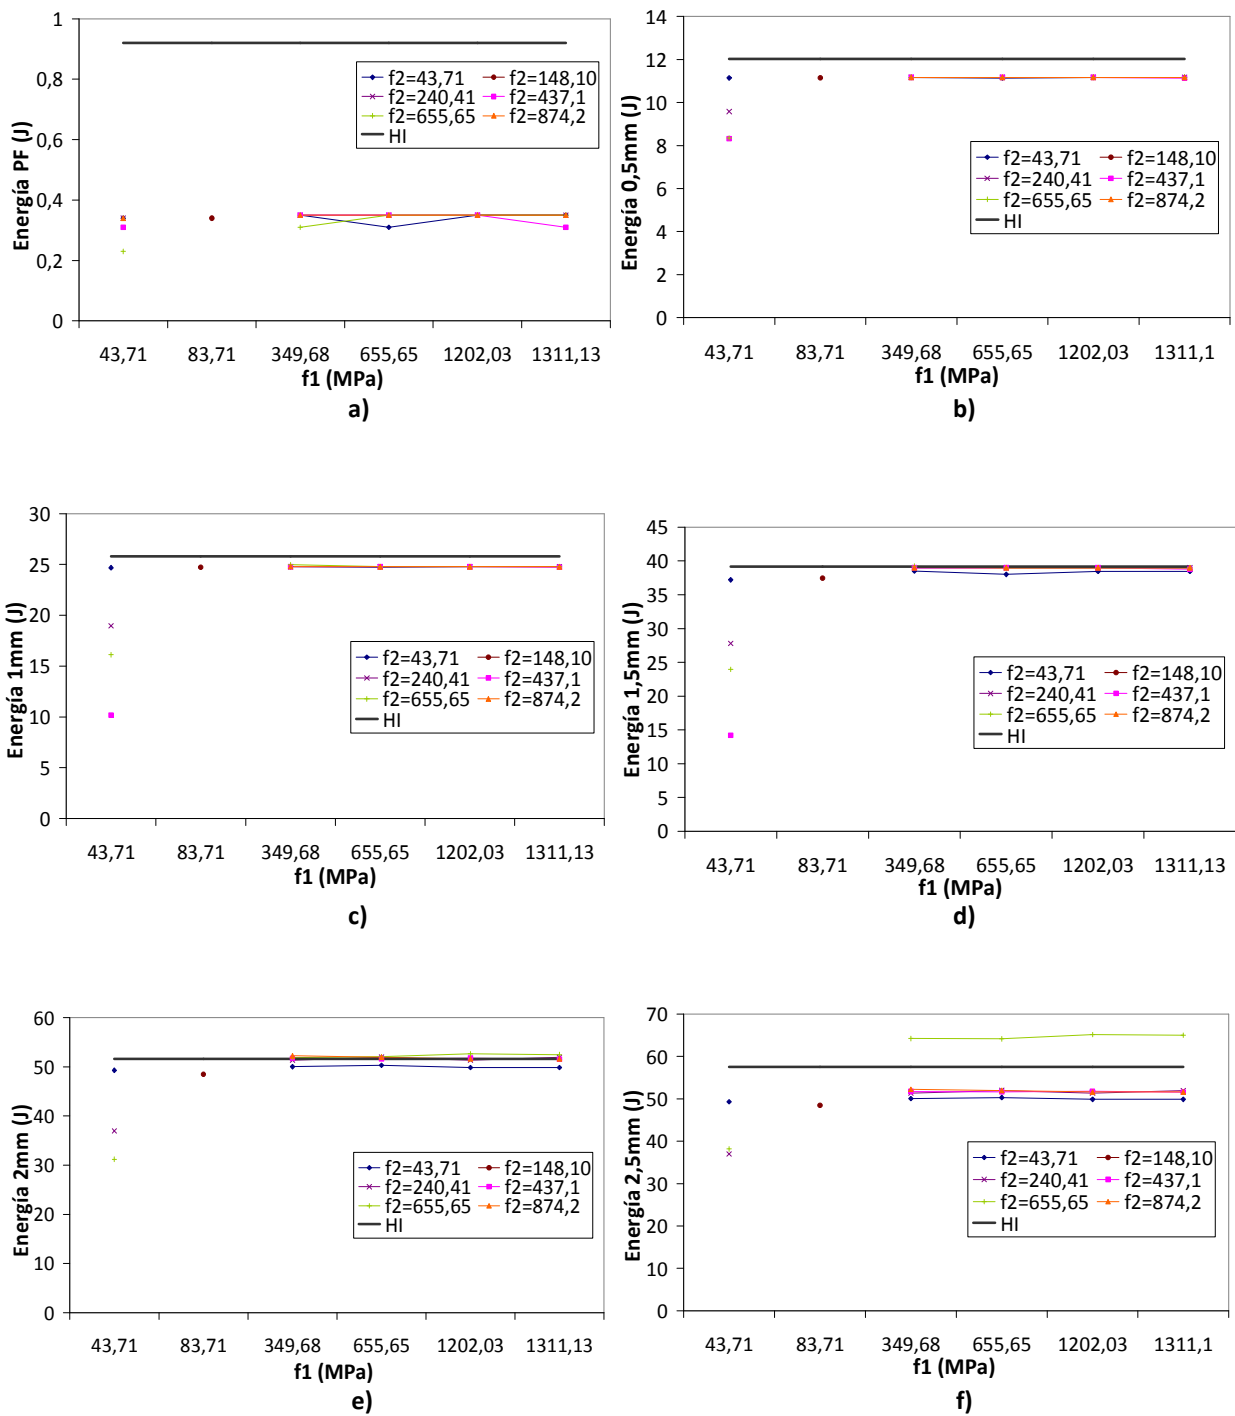 1
0,8
0,6
0,4
0,2
0
Energía PF (J)
f2=43,71 f2=148,10
f2=240,41 f2=437,1
f2=655,65 f2=874,2
HI
43,71 83,71 349,68 655,65 1202,03 1311,13
f1 (MPa)
a)
14
12
10
8
6
4
2
0
Energía 0,5mm (J)
f2=43,71 f2=148,10
f2=240,41 f2=437,1
f2=655,65 f2=874,2
HI
43,71 83,71 349,68 655,65 1202,03 1311,1
f1 (MPa)
b)
30
25
20
15
10
5
0
Energía 1mm (J)
f2=43,71 f2=148,10
f2=240,41 f2=437,1
f2=655,65 f2=874,2
HI
43,71 83,71 349,68 655,65 1202,03 1311,13
f1 (MPa)
c)
45
40
35
30
25
20
15
10
5
0
Energía 1,5mm (J)
f2=43,71 f2=148,10
f2=240,41 f2=437,1
f2=655,65 f2=874,2
HI
43,71 83,71 349,68 655,65 1202,03 1311,13
f1 (MPa)
d)
60
50
40
30
20
10
0
Energía 2mm (J)
f2=43,71 f2=148,10
f2=240,41 f2=437,1
f2=655,65 f2=874,2
HI
43,71 83,71 349,68 655,65 1202,03 1311,13
f1 (MPa)
e)
70
60
50
40
30
20
10
0
Energía 2,5mm (J)
f2=43,71 f2=148,10
f2=240,41 f2=437,1
f2=655,65 f2=874,2
HI
43,71 83,71 349,68 655,65 1202,03 1311,1
f1 (MPa)
f)